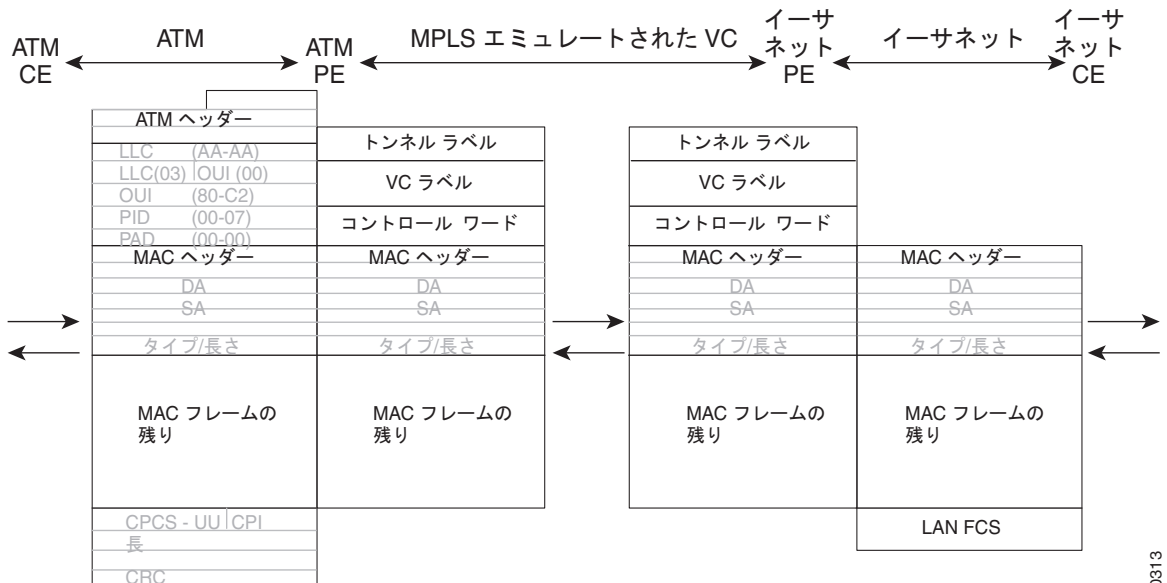 ATM
CE
ATM
ATM
PE
MPLS エミュレートされた VC
イーサ
ネット
PE
イーサネット
イーサ
ネット
CE
ATM ヘッダー
LLC (AA-AA)
LLC(03) OUI (00)
OUI (80-C2)
PID (00-07)
PAD (00-00)
MAC ヘッダー
DA
SA
タイプ/長さ
MAC フレームの
残り
CPCS - UU CPI
長
CRC
トンネル ラベル
VC ラベル
コントロール ワード
MAC ヘッダー
DA
SA
タイプ/長さ
MAC フレームの
残り
トンネル ラベル
VC ラベル
コントロール ワード
MAC ヘッダー
DA
SA
タイプ/長さ
MAC フレームの
残り
MAC ヘッダー
DA
SA
タイプ/長さ
MAC フレームの
残り
LAN FCS